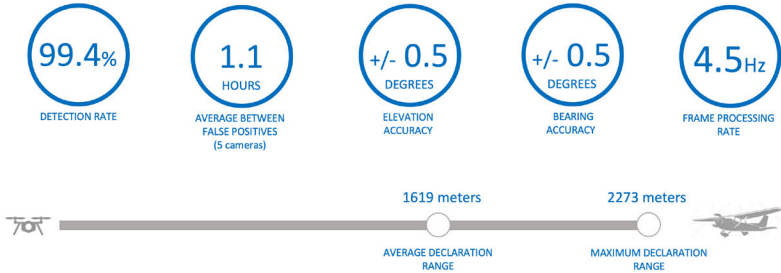 99.4%
DETECTION RATE
1.1
HOURS
AVERAGE BETWEEN
FALSE POSITIVES
(5 cameras)
+/- 0.5
DEGREES
ELEVATION
ACCURACY
+/- 0.5
DEGREES
BEARING
ACCURACY
4.5Hz
FRAME PROCESSING
RATE
1619 meters
AVERAGE DECLARATION
RANGE
2273 meters
MAXIMUM DECLARATION
RANGE